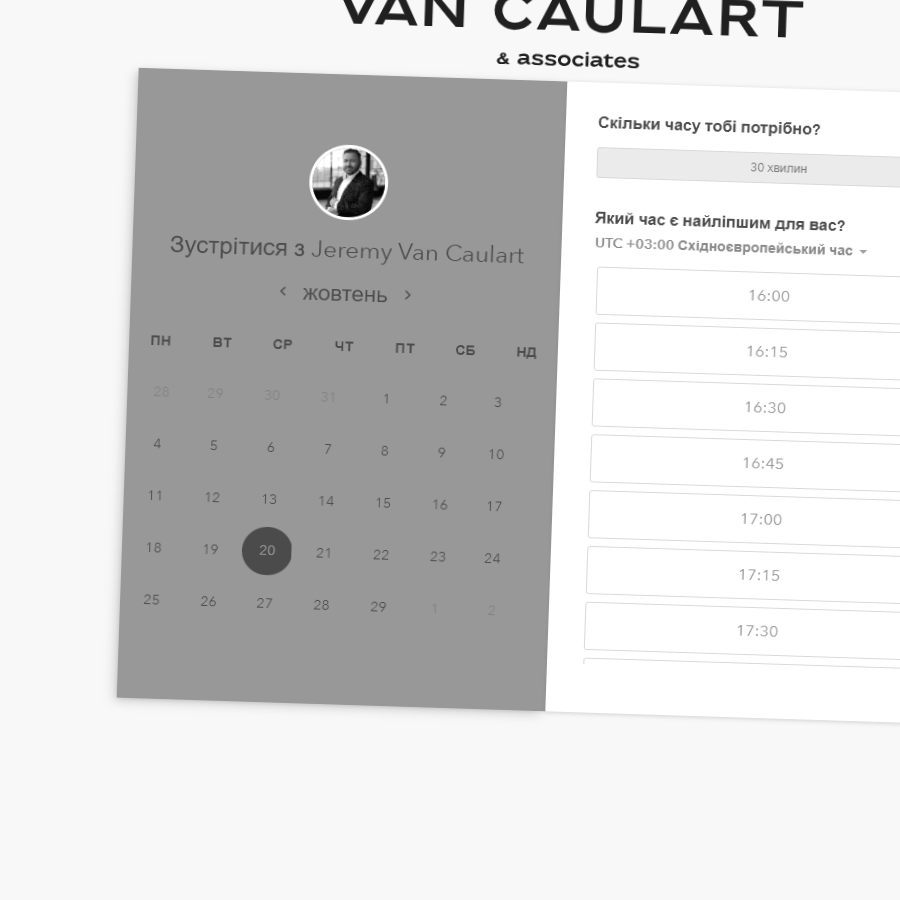 VAN CAULART
& associates
Зустрітися з Jeremy Van Caulart
жовтень
ПН ВТ СР ЧТ ПТ СБ НД
28 29 30 31 1 2 3
4 5 6 7 8 9 10
11 12 13 14 15 16 17
18 19 20 21 22 23 24
25 26 27 28 29 1 2
Скільки часу тобі потрібно?
30 хвилин
Який час є найліпшим для вас?
UTC +03:00 Східноєвропейський час
16:00
16:15
16:30
16:45
17:00
17:15
17:30